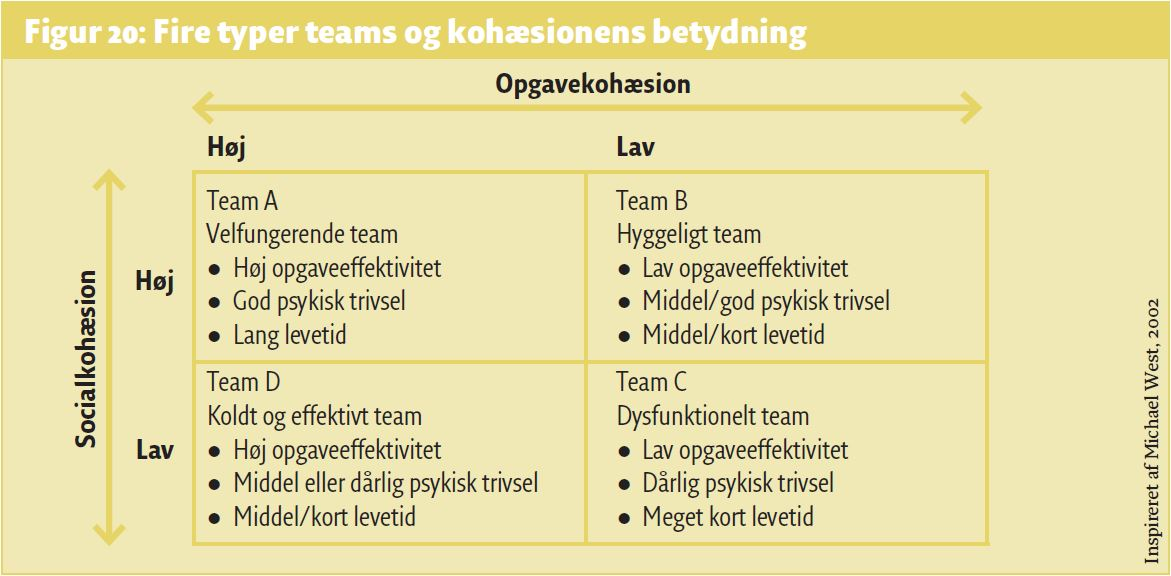 Figur 20: Fire typer teams og kohæsionens betydning
Opgavekohæsion
Høj
Lav
Socialkohæsion
Høj
Team A
Velfungerende team
• Høj opgaveeffektivitet
• God psykisk trivsel
• Lang levetid
Team B
Hyggeligt team
• Lav opgaveeffektivitet
• Middel/god psykisk trivsel
• Middel/kort levetid
Lav
Team D
Koldt og effektivt team
• Høj opgaveeffektivitet
• Middel eller dårlig psykisk trivsel
• Middel/kort levetid
Team C
Dysfunktionelt team
• Lav opgaveeffektivitet
• Dårlig psykisk trivsel
• Meget kort levetid
Inspireret af Michael West, 2002